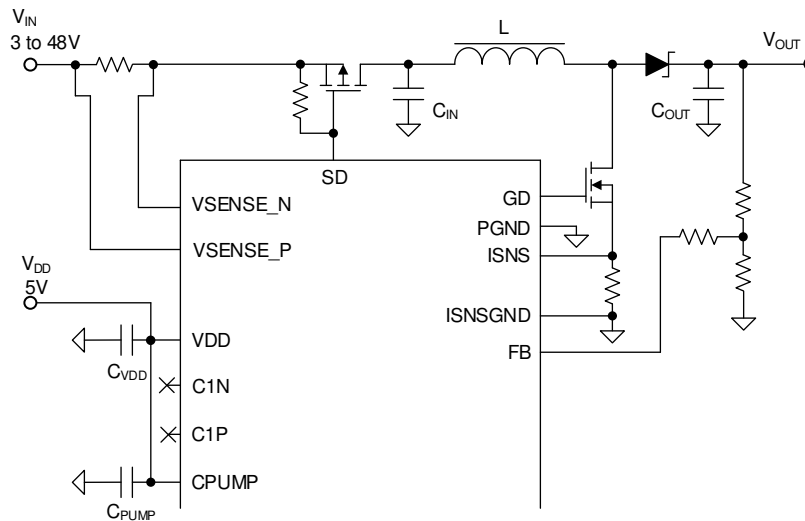 VIN
3 to 48V
L
VOUT
CIN
COUT
SD
GD
VSENSE_N
PGND
VSENSE_P
ISNS
VDD
5V
ISNSGND
VDD
FB
CVDD
C1N
C1P
CPUMP
CPUMP